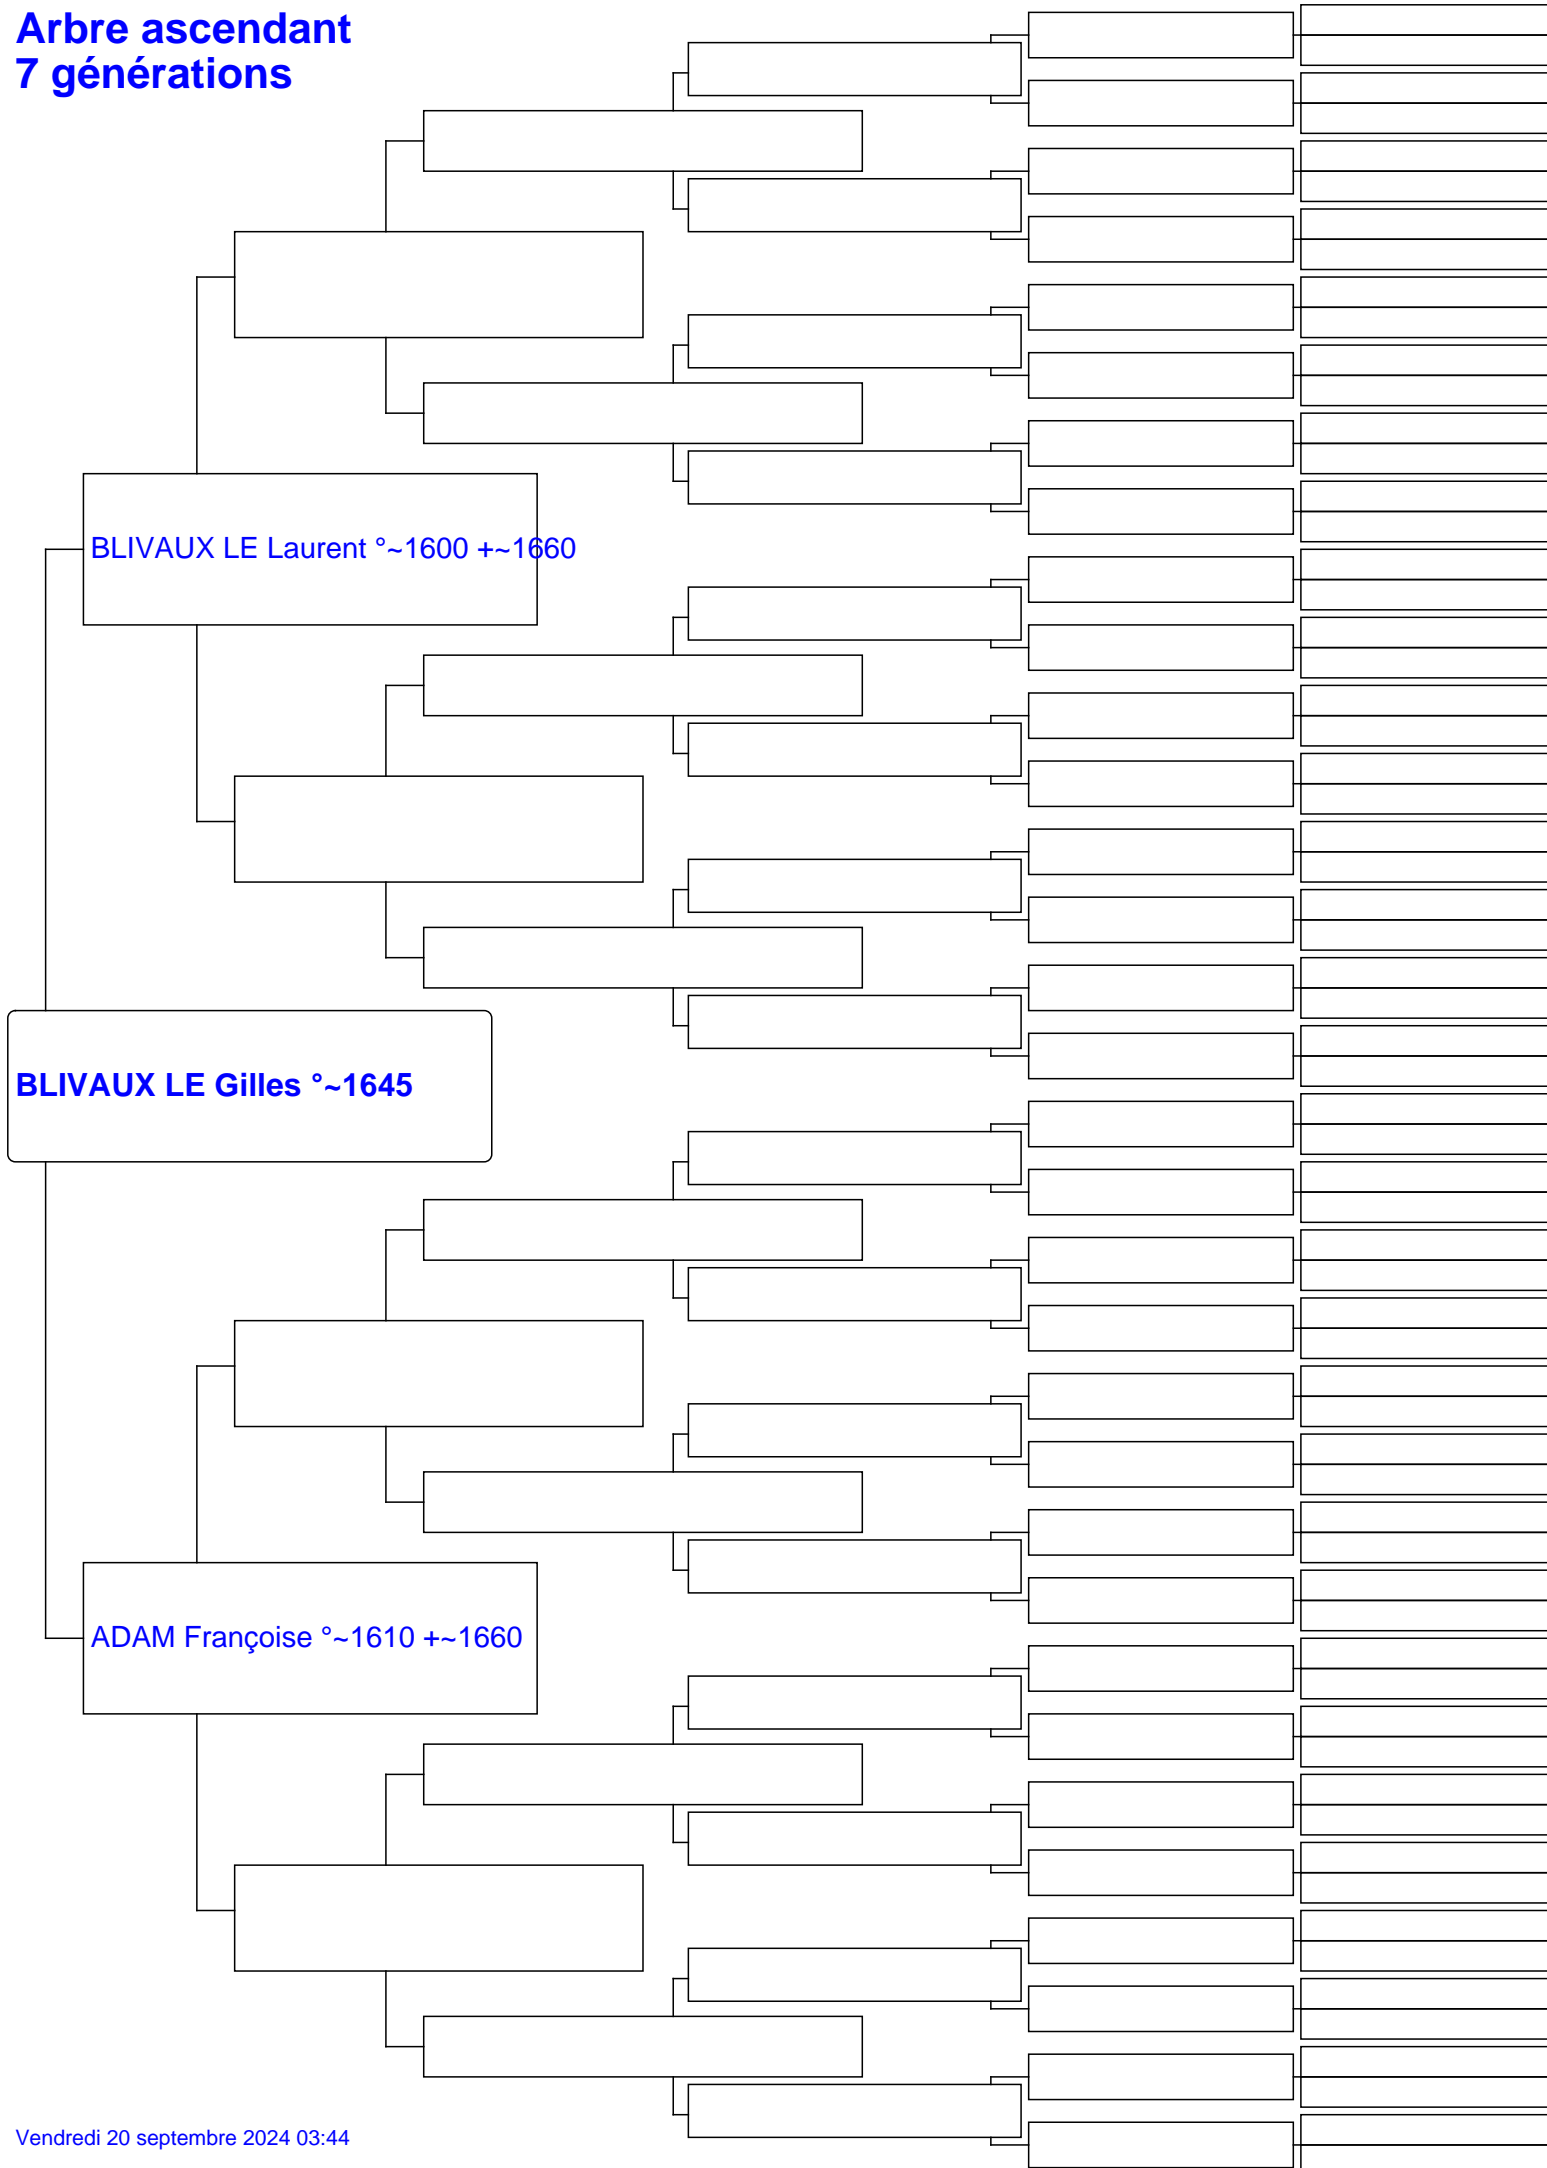 Arbre ascendant
7 générations
BLIVAUX LE Laurent °~1600 +~1660
BLIVAUX LE Gilles °~1645
ADAM Françoise °~1610 +~1660
Vendredi 20 septembre 2024 03:44